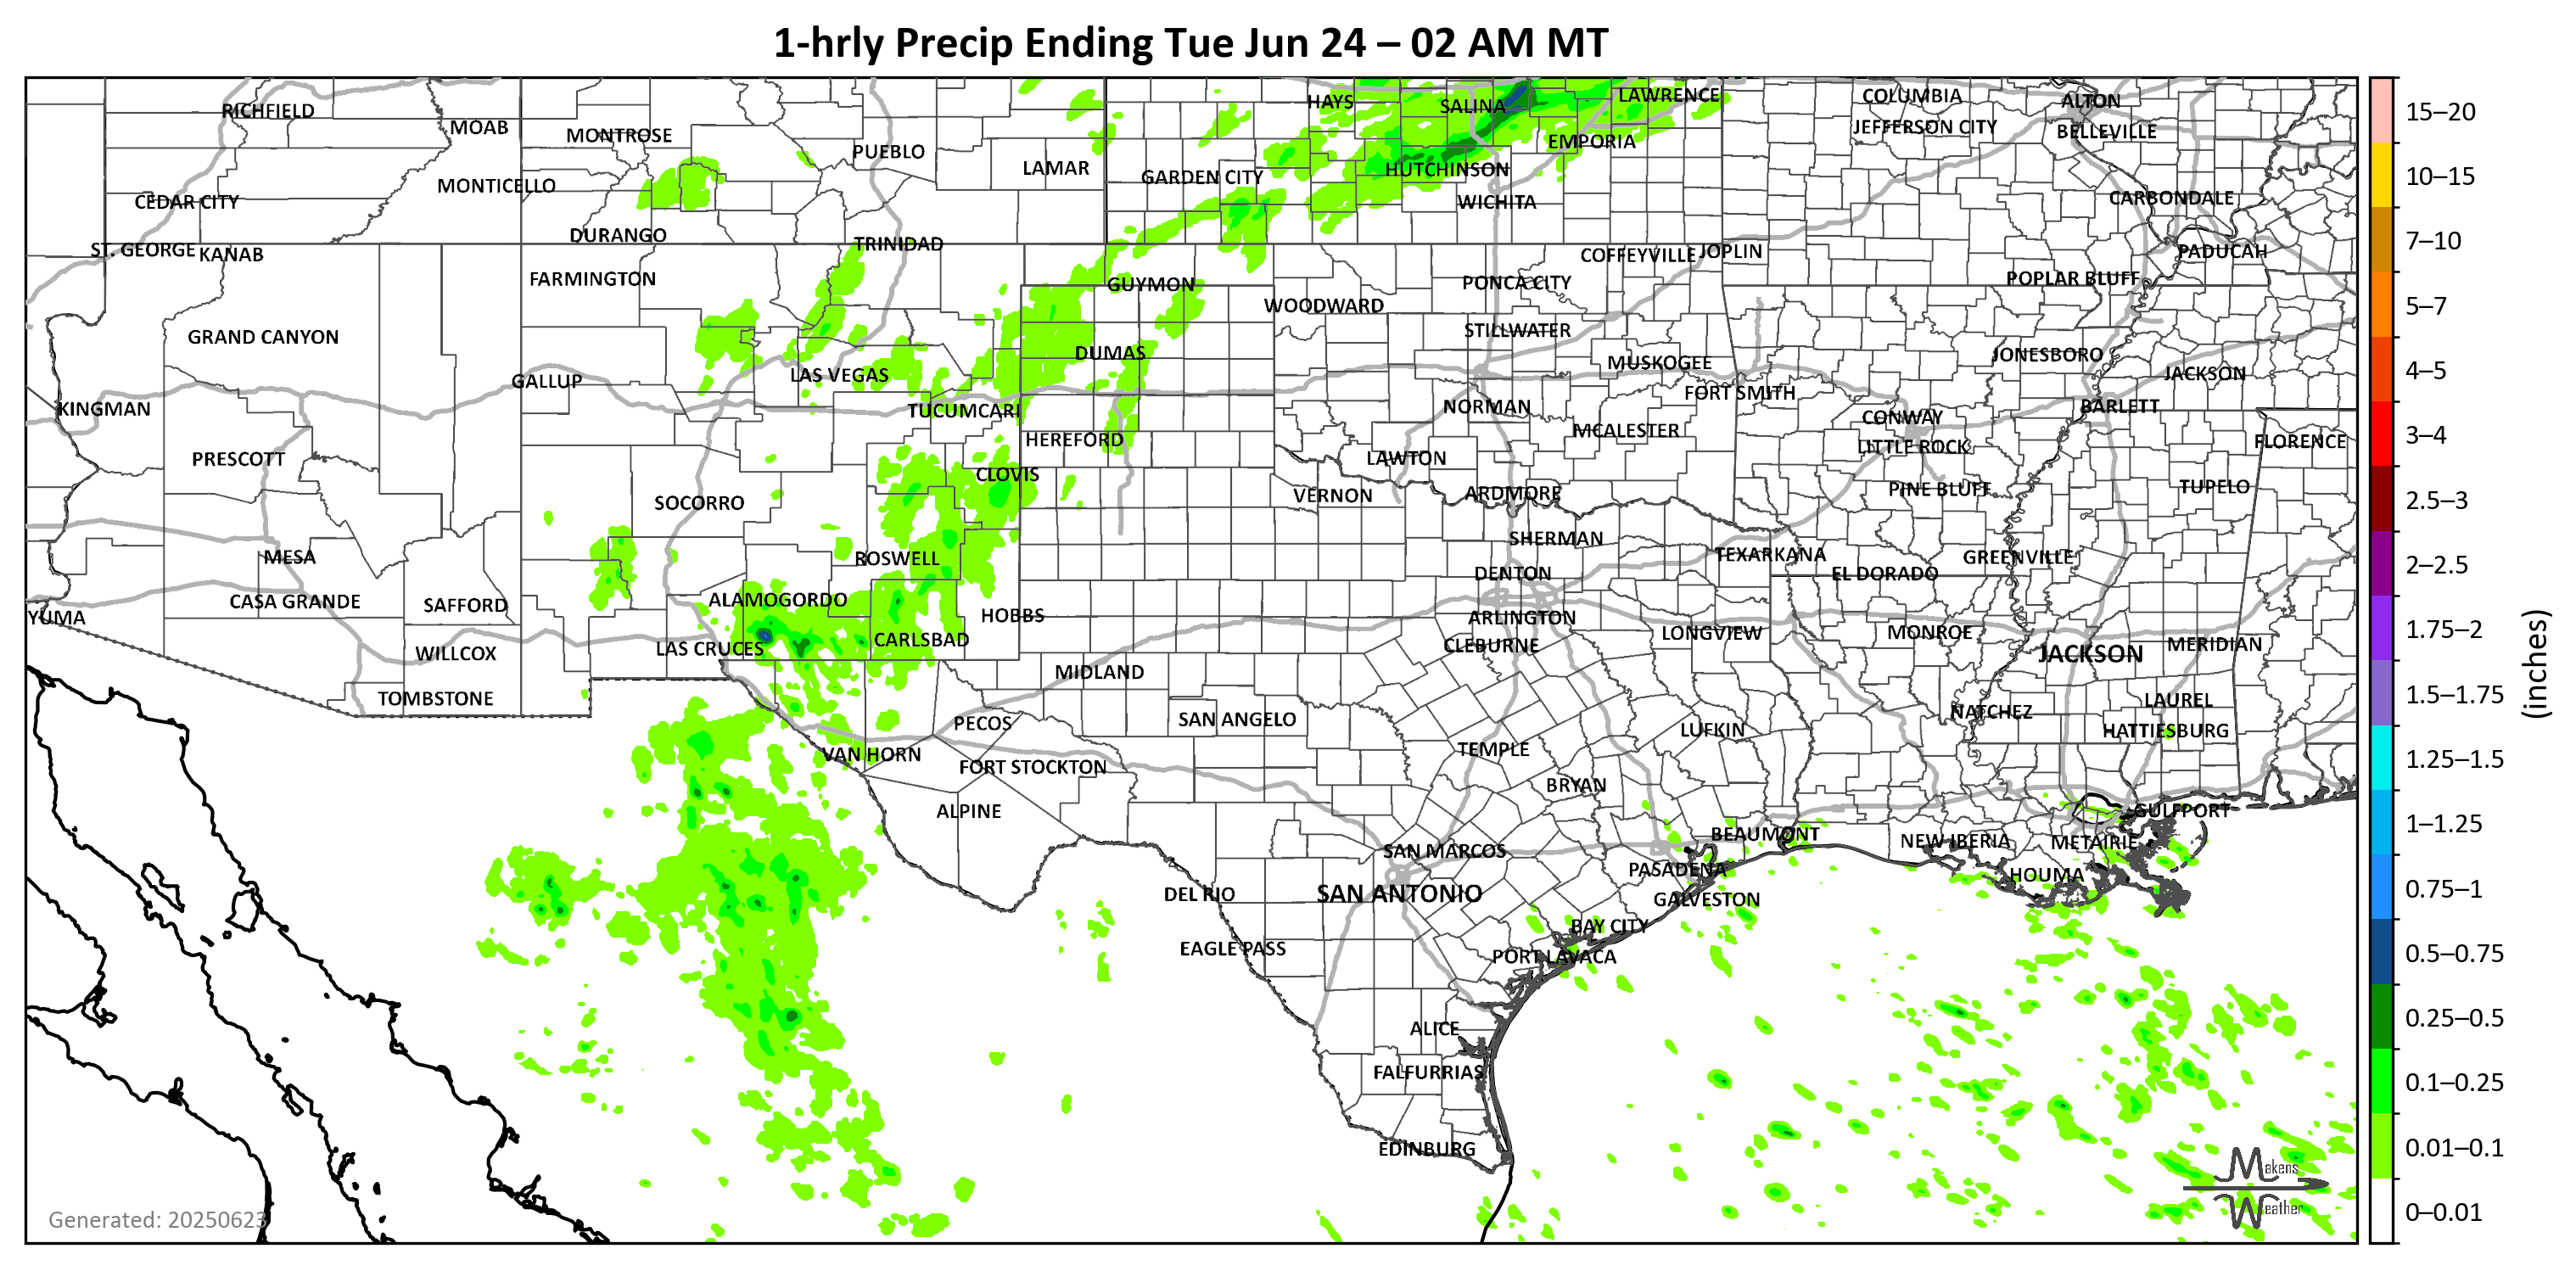 1-hrly Precip Ending Tue Jun 24 – 02 AM MT
RICHFIELD
MOAB
MONTROSE
PUEBLO
LAMAR
HAYS
SALINA
LAWRENCE
COLUMBIA
ALTON
JEFFERSON CITY
BELLEVILLE
EMPORIA
HUTCHINSON
GARDEN CITY
MONTICELLO
CEDAR CITY
WICHITA
CARBONDALE
DURANGO
TRINIDAD
ST. GEORGE
KANAB
COFFEYVILLE
JOPLIN
PADUCAH
FARMINGTON
GUYMON
PONCA CITY
POPLAR BLUFF
WOODWARD
GRAND CANYON
STILLWATER
DUMAS
JONESBORO
MUSKOGEE
JACKSON
GALLUP
LAS VEGAS
FORT SMITH
KINGMAN
TUCUMCARI
NORMAN
BARLETT
CONWAY
MCALESTER
HEREFORD
FLORENCE
LITTLE ROCK
PRESCOTT
LAWTON
CLOVIS
TUPELO
PINE BLUFF
VERNON
ARDMORE
SOCORRO
SHERMAN
MESA
ROSWELL
TEXARKANA
GREENVILLE
DENTON
EL DORADO
CASA GRANDE
SAFFORD
ALAMOGORDO
HOBBS
YUMA
ARLINGTON
LONGVIEW
MONROE
CARLSBAD
CLEBURNE
MERIDIAN
LAS CRUCES
WILLCOX
JACKSON
MIDLAND
TOMBSTONE
LAUREL
NATCHEZ
PECOS
SAN ANGELO
LUFKIN
HATTIESBURG
VAN HORN
TEMPLE
FORT STOCKTON
BRYAN
ALPINE
GULFPORT
BEAUMONT
NEW IBERIA
METAIRIE
SAN MARCOS
PASADENA
HOUMA
DEL RIO
SAN ANTONIO
GALVESTON
BAY CITY
EAGLE PASS
PORT LAVACA
ALICE
FALFURRIAS
EDINBURG
Makens
Weather
Generated: 20250623
15–20
10–15
7–10
5–7
4–5
3–4
2.5–3
2–2.5
1.75–2
1.5–1.75
1.25–1.5
1–1.25
0.75–1
0.5–0.75
0.25–0.5
0.1–0.25
0.01–0.1
0–0.01
(inches)